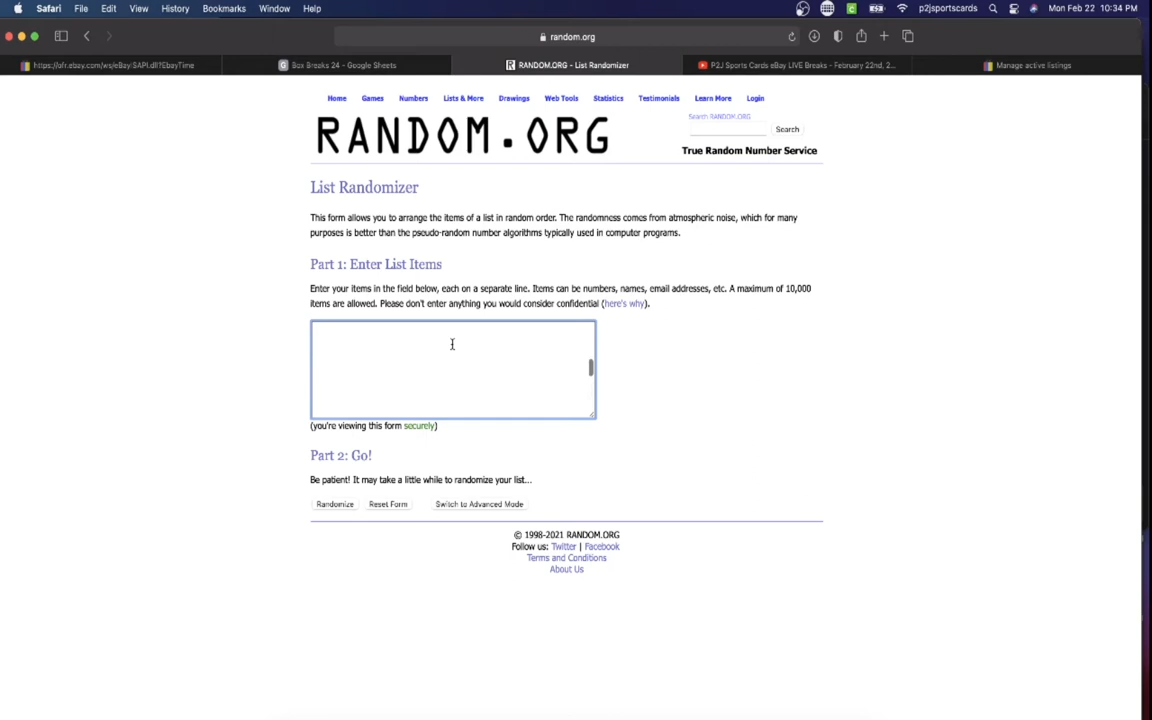 Safari File Edit View History Bookmarks Window Help p2jsportscards Mon Feb 22 10:34 PM
random.org
https://ofr.ebay.com/ws/eBayISAPI.dll?EbayTime
Box Breaks 24 – Google Sheets
RANDOM.ORG - List Randomizer
P2J Sports Cards eBay LIVE Breaks - February 22nd, 2...
Manage active listings
Home Games Numbers Lists & More Drawings Web Tools Statistics Testimonials Learn More Login
Search RANDOM.ORG
Search
RANDOM.ORG
True Random Number Service
List Randomizer
This form allows you to arrange the items of a list in random order. The randomness comes from atmospheric noise, which for many
purposes is better than the pseudo-random number algorithms typically used in computer programs.
Part 1: Enter List Items
Enter your items in the field below, each on a separate line. Items can be numbers, names, email addresses, etc. A maximum of 10,000
items are allowed. Please don't enter anything you would consider confidential (here's why).
(you're viewing this form securely)
Part 2: Go!
Be patient! It may take a little while to randomize your list...
Randomize Reset Form Switch to Advanced Mode
© 1998-2021 RANDOM.ORG
Follow us: Twitter | Facebook
Terms and Conditions
About Us